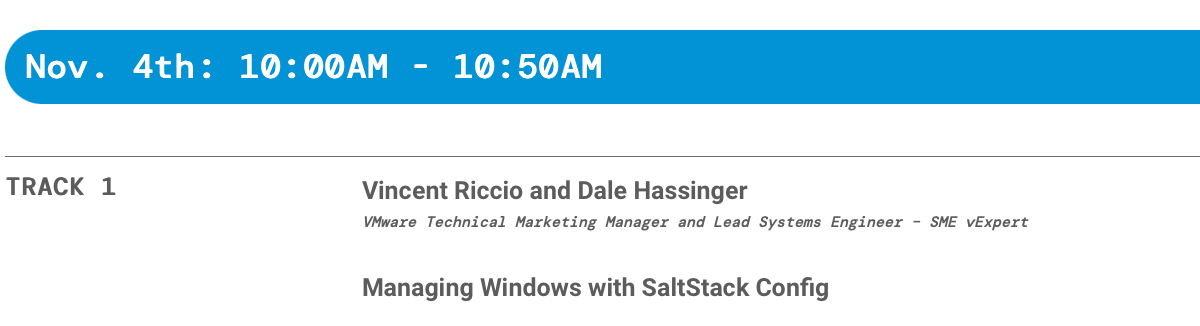 Nov. 4th: 10:00AM - 10:50AM
TRACK 1
Vincent Riccio and Dale Hassinger
VMware Technical Marketing Manager and Lead Systems Engineer - SME vExpert
Managing Windows with SaltStack Config